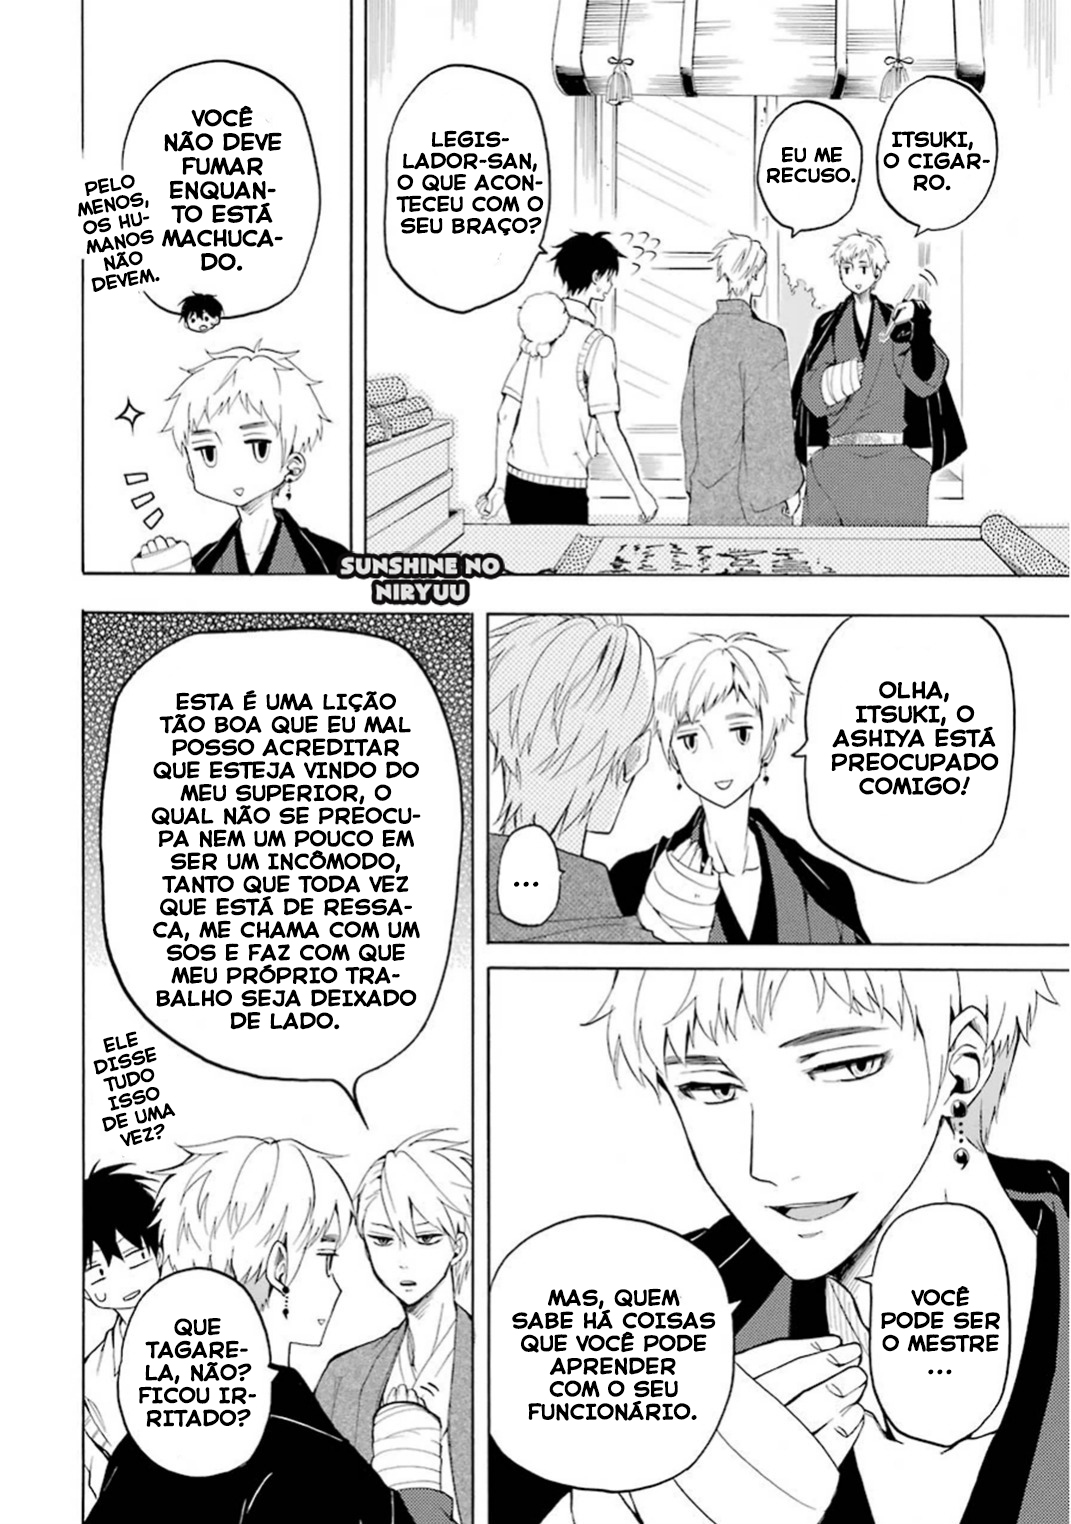 ITSUKI,
O CIGAR-
RO.
EU ME
RECUSO.
LEGIS-
LADOR-SAN,
O QUE ACON-
TECEU COM O
SEU BRAÇO?
VOCÊ
NÃO DEVE
FUMAR
ENQUAN-
TO ESTÁ
MACHUCA-
DO.
PELO
MENOS,
OS HU-
MANOS
NÃO
DEVEM.
SUNSHINE NO
NIRYUU
OLHA,
ITSUKI, O
ASHIYA ESTÁ
PREOCUPADO
COMIGO!
...
VOCÊ
PODE SER
O MESTRE
...
MAS, QUEM
SABE HÁ COISAS
QUE VOCÊ PODE
APRENDER
COM O SEU
FUNCIONÁRIO.
ESTA É UMA LIÇÃO
TÃO BOA QUE EU MAL
POSSO ACREDITAR
QUE ESTEJA VINDO DO
MEU SUPERIOR, O
QUAL NÃO SE PREOCU-
PA NEM UM POUCO EM
SER UM INCÔMODO,
TANTO QUE TODA VEZ
QUE ESTÁ DE RESSA-
CA, ME CHAMA COM UM
SOS E FAZ COM QUE
MEU PRÓPRIO TRA-
BALHO SEJA DEIXADO
DE LADO.
ELE
DISSE
TUDO
ISSO
DE UMA
VEZ?
QUE
TAGARE-
LA, NÃO?
FICOU IR-
RITADO?